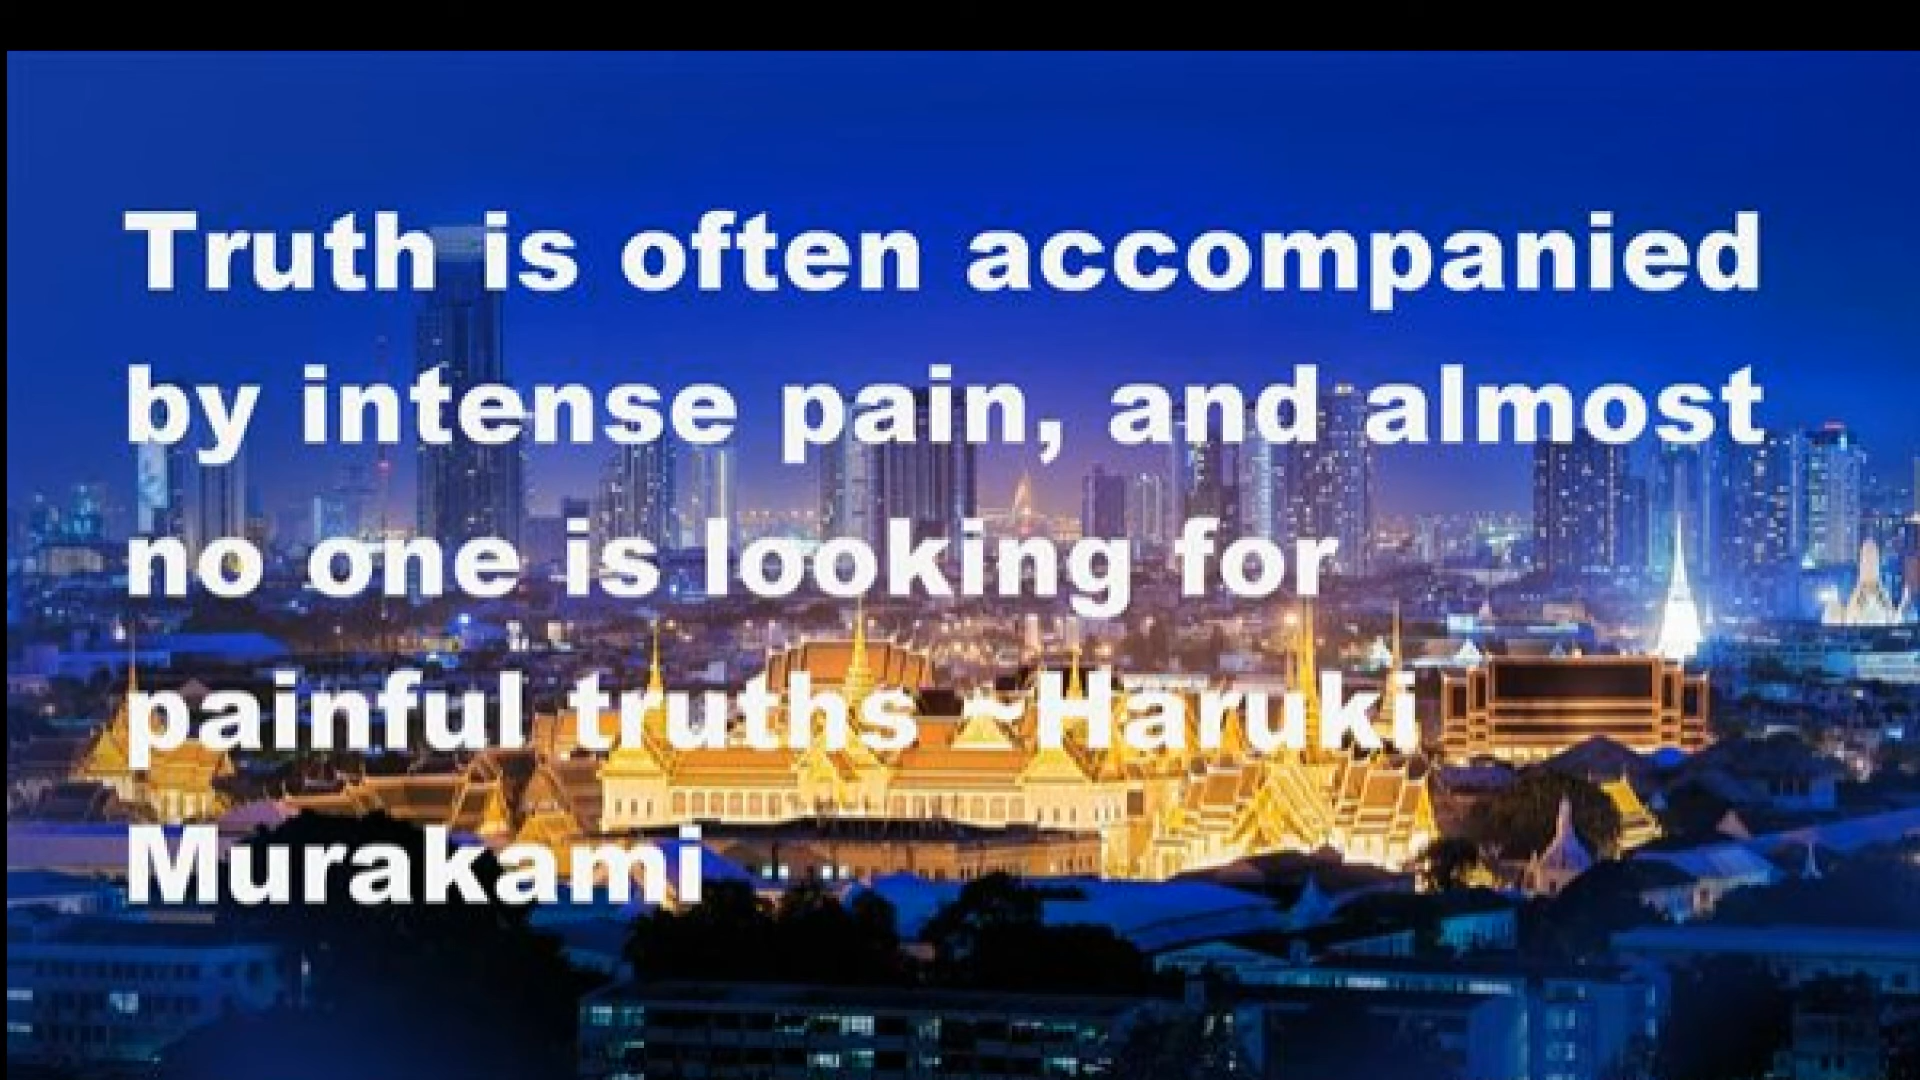 Truth is often accompanied
by intense pain, and almost
no one is looking for
painful truths ~Haruki
Murakami